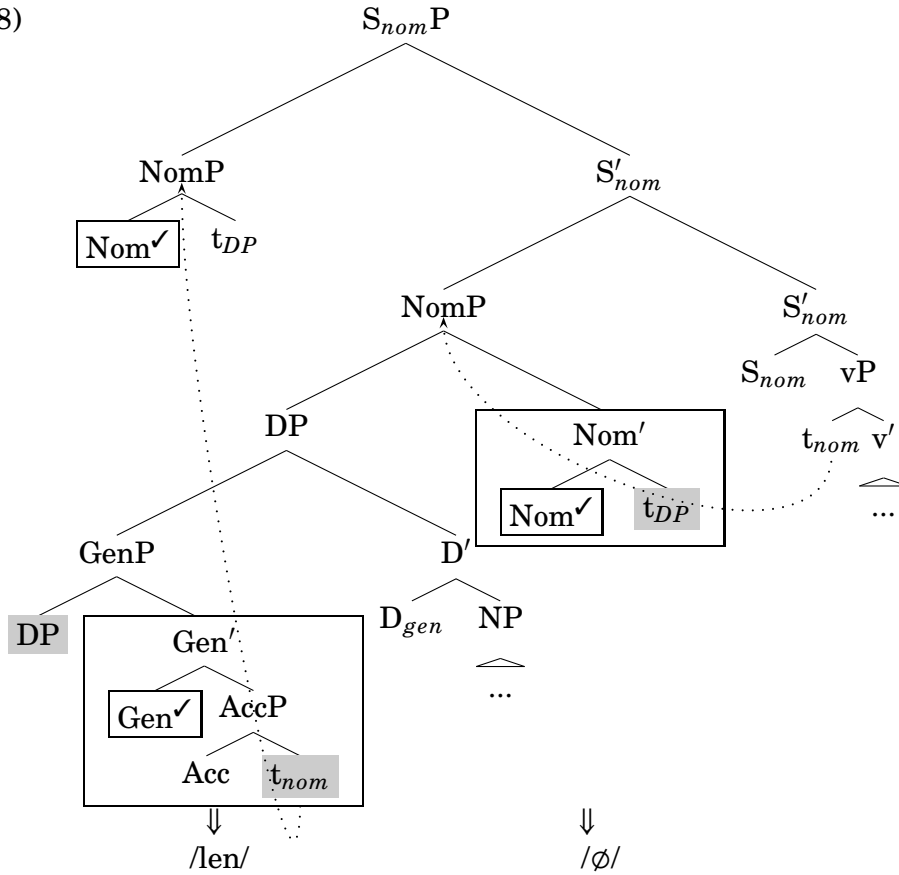 8)
S_nom P
NomP S′_nom
Nom✓ t_DP
NomP S′_nom
S_nom vP
DP Nom′ t_nom v′
Nom✓ t_DP ...
GenP D′
DP Gen′ D_gen NP
Gen✓ AccP ...
Acc t_nom
⇓ ⇓
/len/ /ϕ/